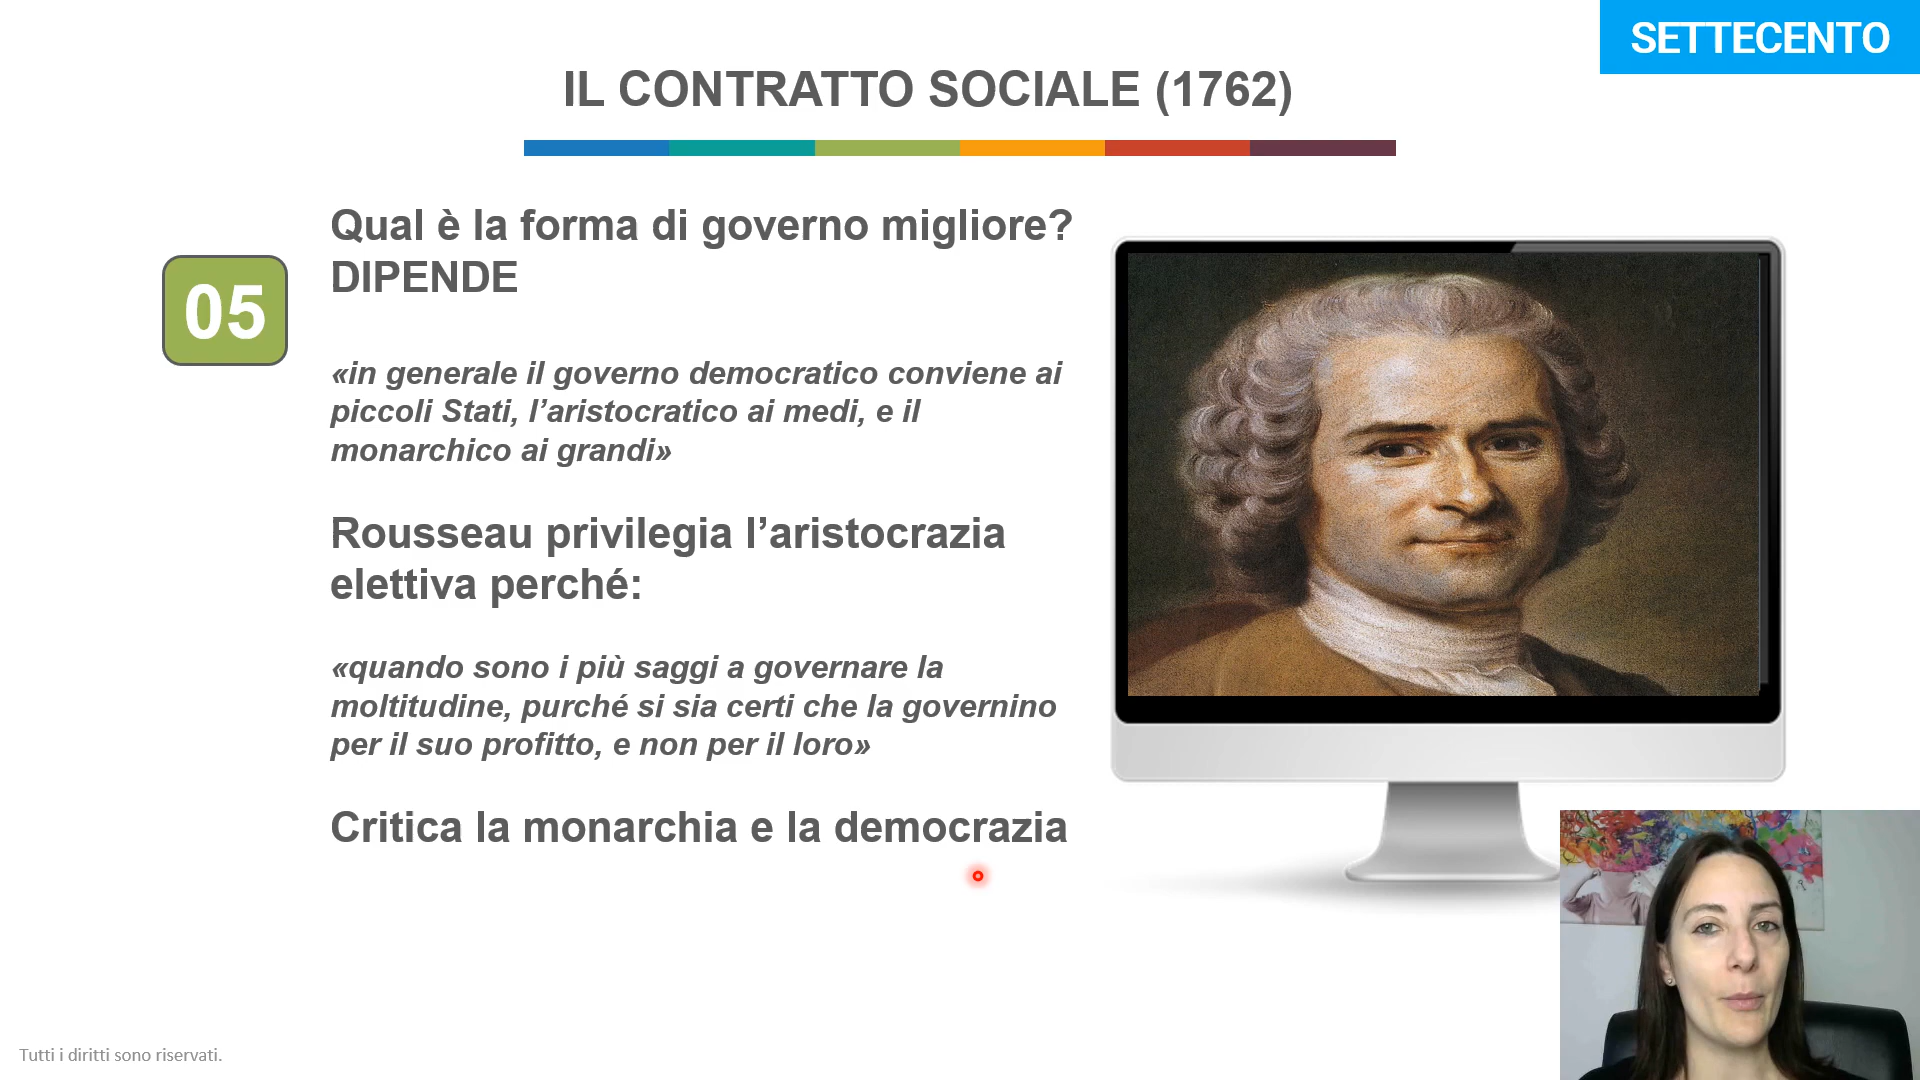 SETTECENTO
IL CONTRATTO SOCIALE (1762)
05
Qual è la forma di governo migliore?
DIPENDE
«in generale il governo democratico conviene ai
piccoli Stati, l’aristocratico ai medi, e il
monarchico ai grandi»
Rousseau privilegia l’aristocrazia
elettiva perché:
«quando sono i più saggi a governare la
moltitudine, purché si sia certi che la governino
per il suo profitto, e non per il loro»
Critica la monarchia e la democrazia
Tutti i diritti sono riservati.